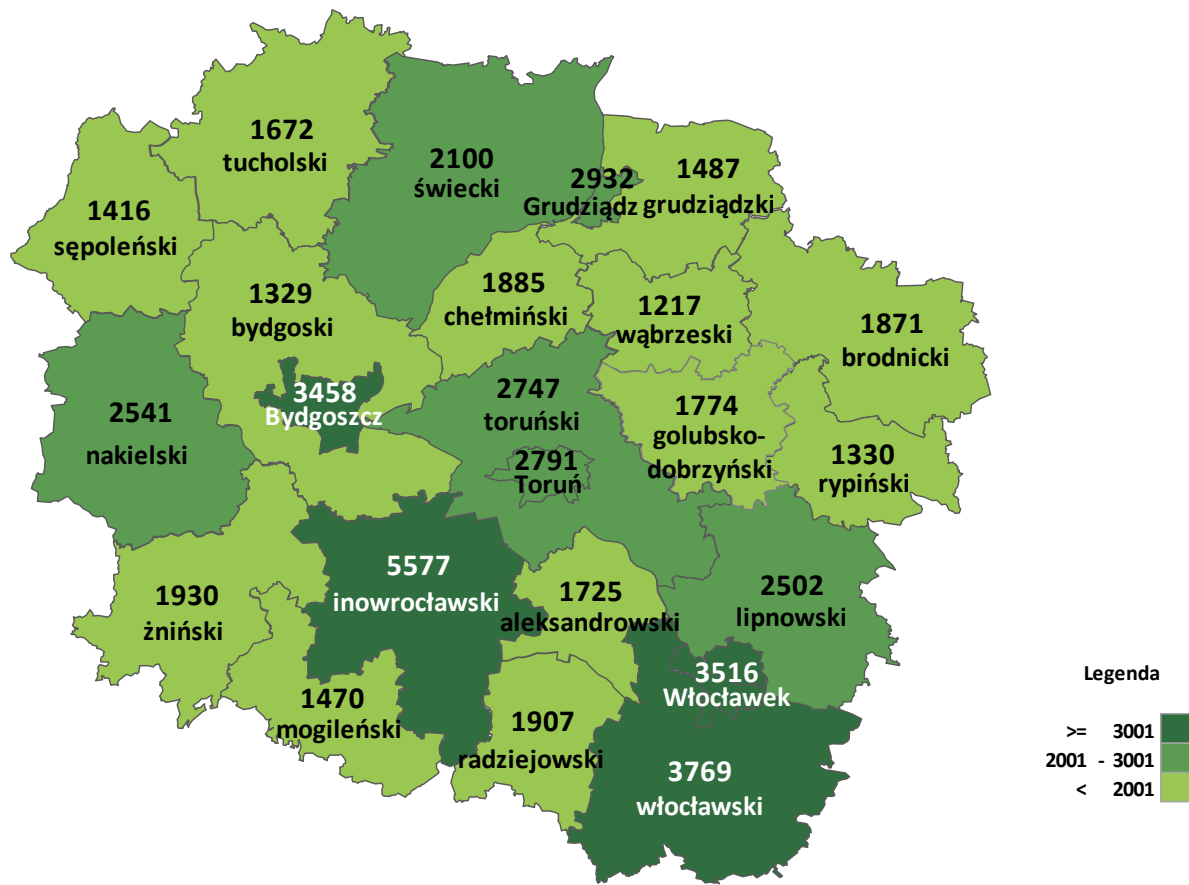 1672
tucholski
2100
świecki
2932
Grudziądz
1487
grudziądzki
1416
sępoleński
1329
bydgoski
1885
chełmiński
1217
wąbrzeski
1871
brodnicki
3458
Bydgoszcz
2541
nakielski
2747
toruński
1774
golubsko-
dobrzyński
2791
Toruń
1330
rypiński
5577
inowrocławski
1930
żniński
1725
aleksandrowski
2502
lipnowski
3516
Włocławek
1470
mogileński
1907
radziejowski
3769
włocławski
Legenda
>= 3001
2001 - 3001
< 2001